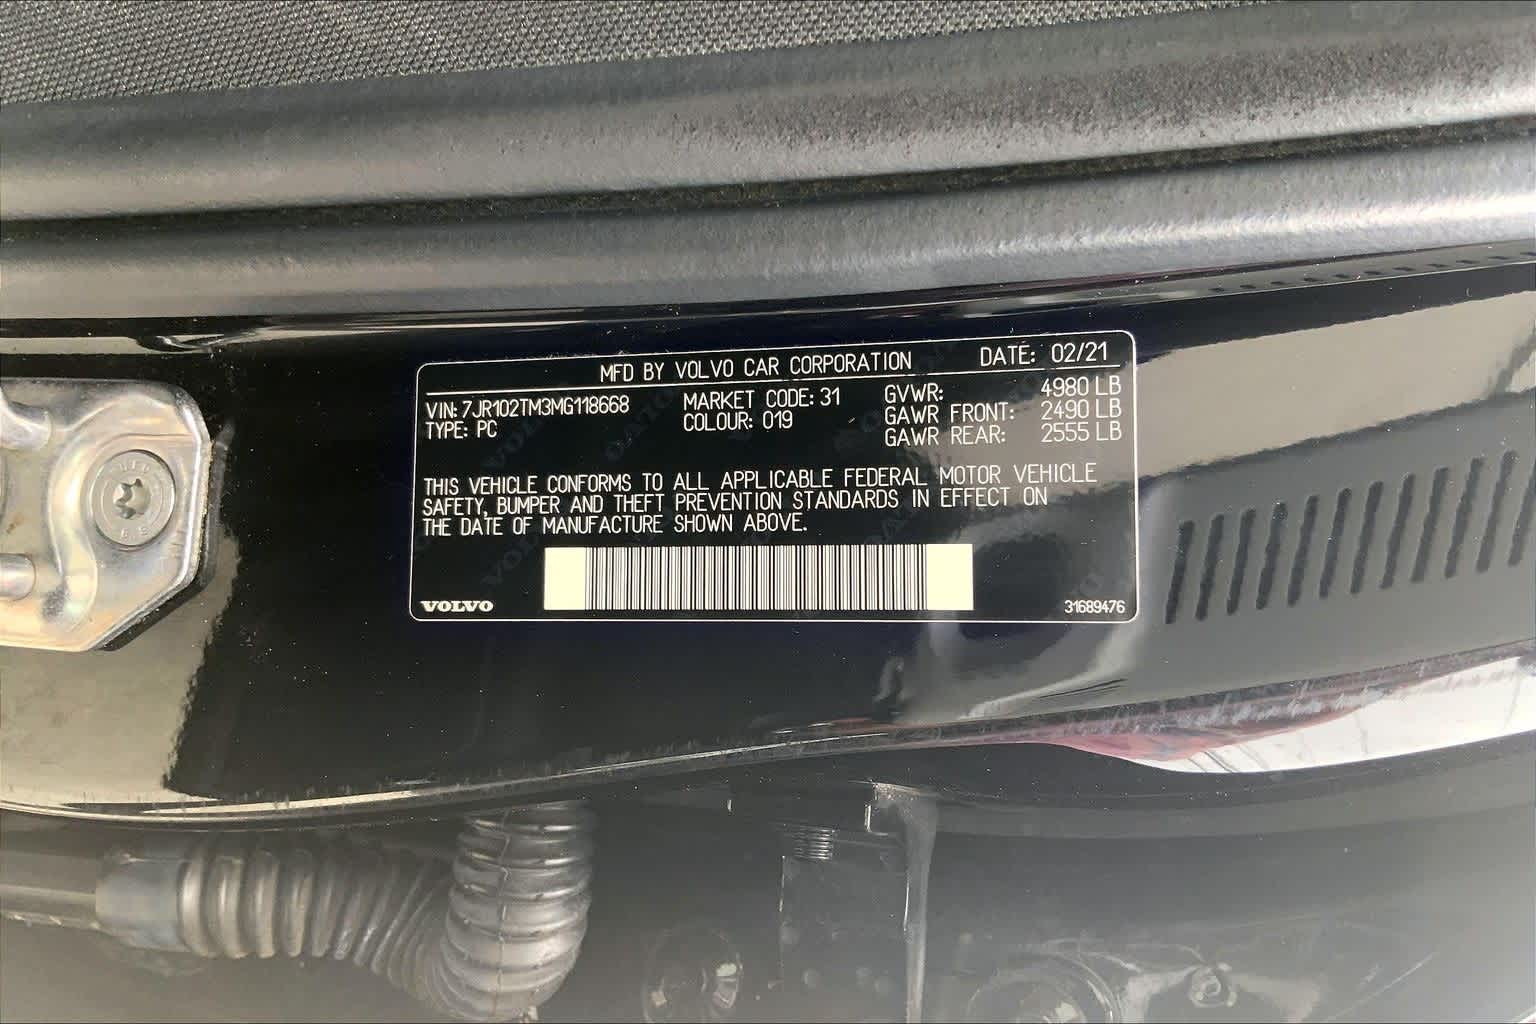 MFD BY VOLVO CAR CORPORATION DATE: 02/21
VIN: 7JR102TM3MG118668 MARKET CODE: 31 GVWR: 4980 LB
TYPE: PC COLOUR: 019 GAWR FRONT: 2490 LB
GAWR REAR: 2555 LB
THIS VEHICLE CONFORMS TO ALL APPLICABLE FEDERAL MOTOR VEHICLE
SAFETY, BUMPER AND THEFT PREVENTION STANDARDS IN EFFECT ON
THE DATE OF MANUFACTURE SHOWN ABOVE.
VOLVO 31689476